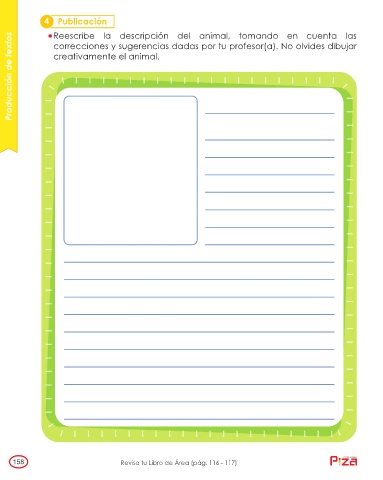 4 Publicación
Reescribe la descripción del animal, tomando en cuenta las
correcciones y sugerencias dadas por tu profesor(a). No olvides dibujar
creativamente el animal.
Producción de textos
158
Revisa tu Libro de Área (pág. 116 - 117)
PIZA